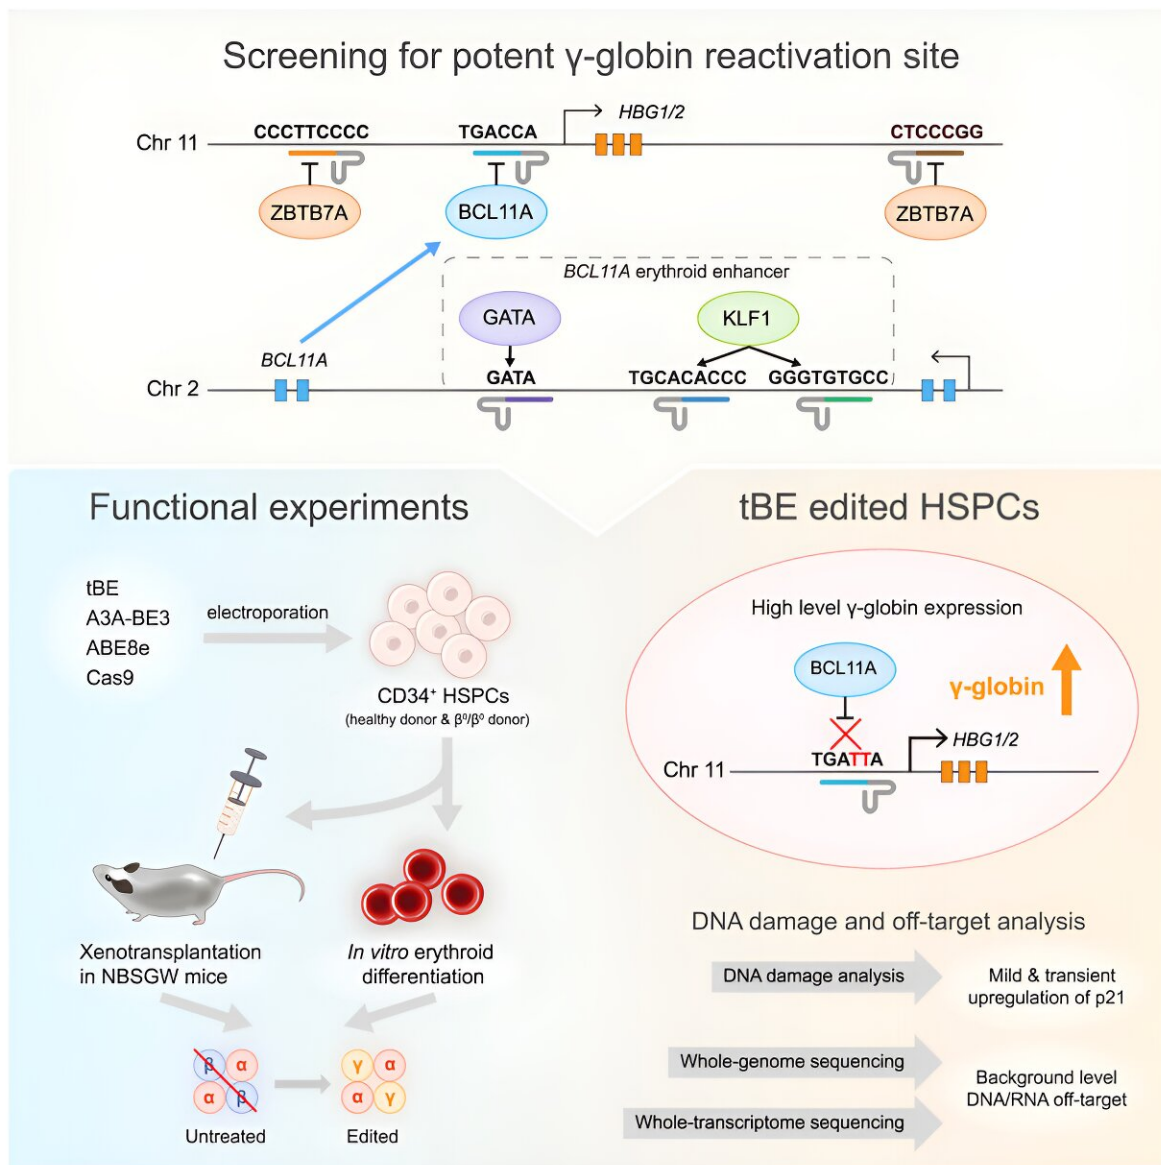 Screening for potent γ-globin reactivation site
HBG1/2
CCCTTCCCC TGACCA CTCCCGG
Chr 11
ZBTB7A BCL11A ZBTB7A
BCL11A erythroid enhancer
GATA KLF1
BCL11A
GATA TGCACACCC GGGTGTGCC
Chr 2
Functional experiments
tBE
A3A-BE3
ABE8e
Cas9
electroporation
CD34⁺ HSPCs
(healthy donor & β⁰/β⁰ donor)
Xenotransplantation
in NBSGW mice
In vitro erythroid
differentiation
β α
α β
Untreated
γ α
α γ
Edited
tBE edited HSPCs
High level γ-globin expression
BCL11A
γ-globin
HBG1/2
TGATTA
Chr 11
DNA damage and off-target analysis
DNA damage analysis
Mild & transient
upregulation of p21
Whole-genome sequencing
Whole-transcriptome sequencing
Background level
DNA/RNA off-target